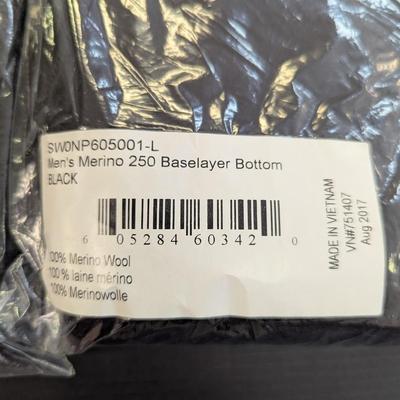 SW0NP605001-L
Men's Merino 250 Baselayer Bottom
BLACK
6 05284 60342 0
100% Merino Wool
100 % laine mérino
100% Merinowolle
MADE IN VIETNAM
VN#751407
Aug 2017